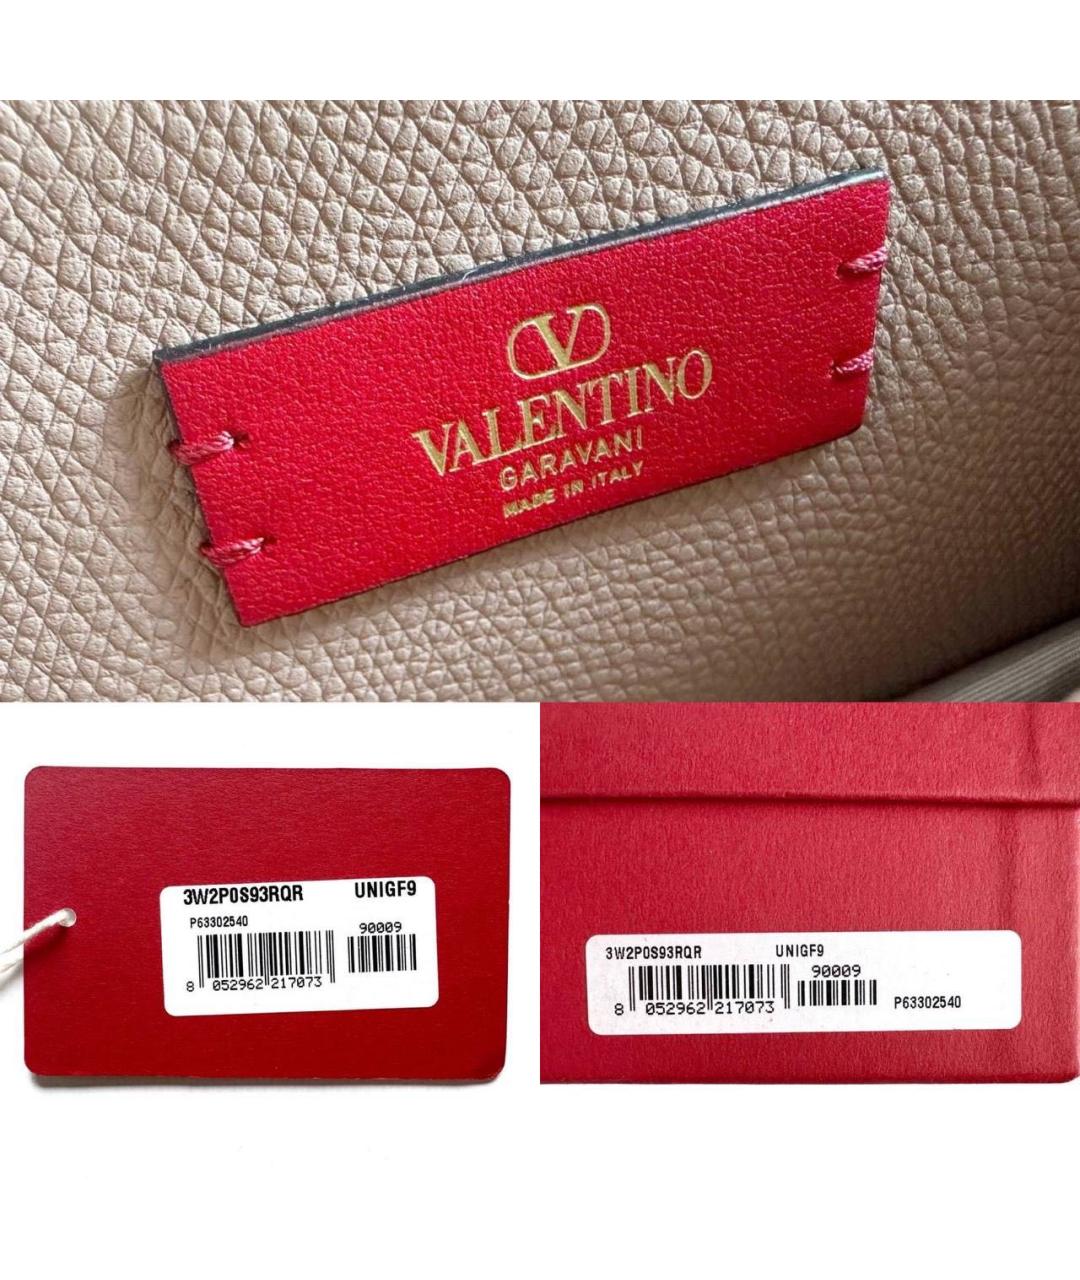 V
VALENTINO
GARAVANI
MADE IN ITALY
3W2P0S93RQR UNIGF9
P63302540
90009
8 052962 217073
3W2P0S93RQR UNIGF9
90009
8 052962 217073
P63302540